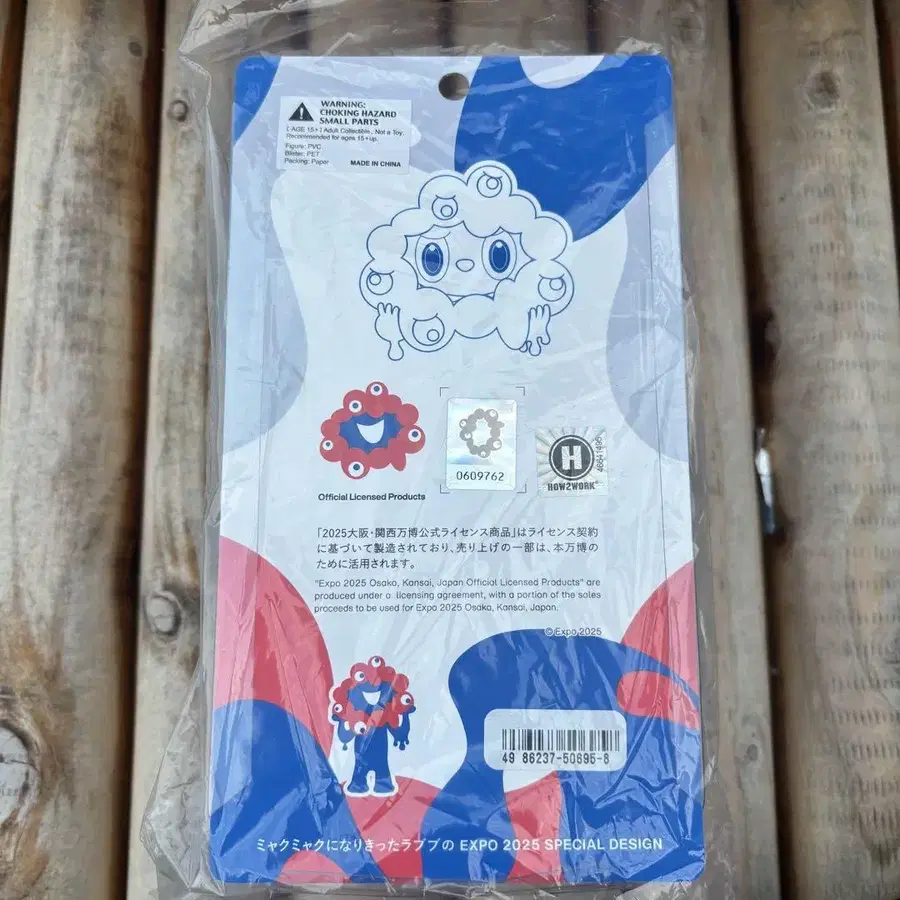 WARNING:
CHOKING HAZARD
SMALL PARTS
[ AGE 15+ ] Adult Collectible, Not a Toy.
Recommended for ages 15+up.
Figure: PVC
Blister: PET
Packing: Paper
MADE IN CHINA
0609762
H
HOW2WORK®
Official Licensed Products
「2025大阪・関西万博公式ライセンス商品」はライセンス契約
に基づいて製造されており、売り上げの一部は、本万博の
ために活用されます。
"Expo 2025 Osaka, Kansai, Japan Official Licensed Products" are
produced under a licensing agreement, with a portion of the sales
proceeds to be used for Expo 2025 Osaka, Kansai, Japan.
© Expo 2025
49 86237-50695-8
ミャクミャクになりきったラブブの EXPO 2025 SPECIAL DESIGN